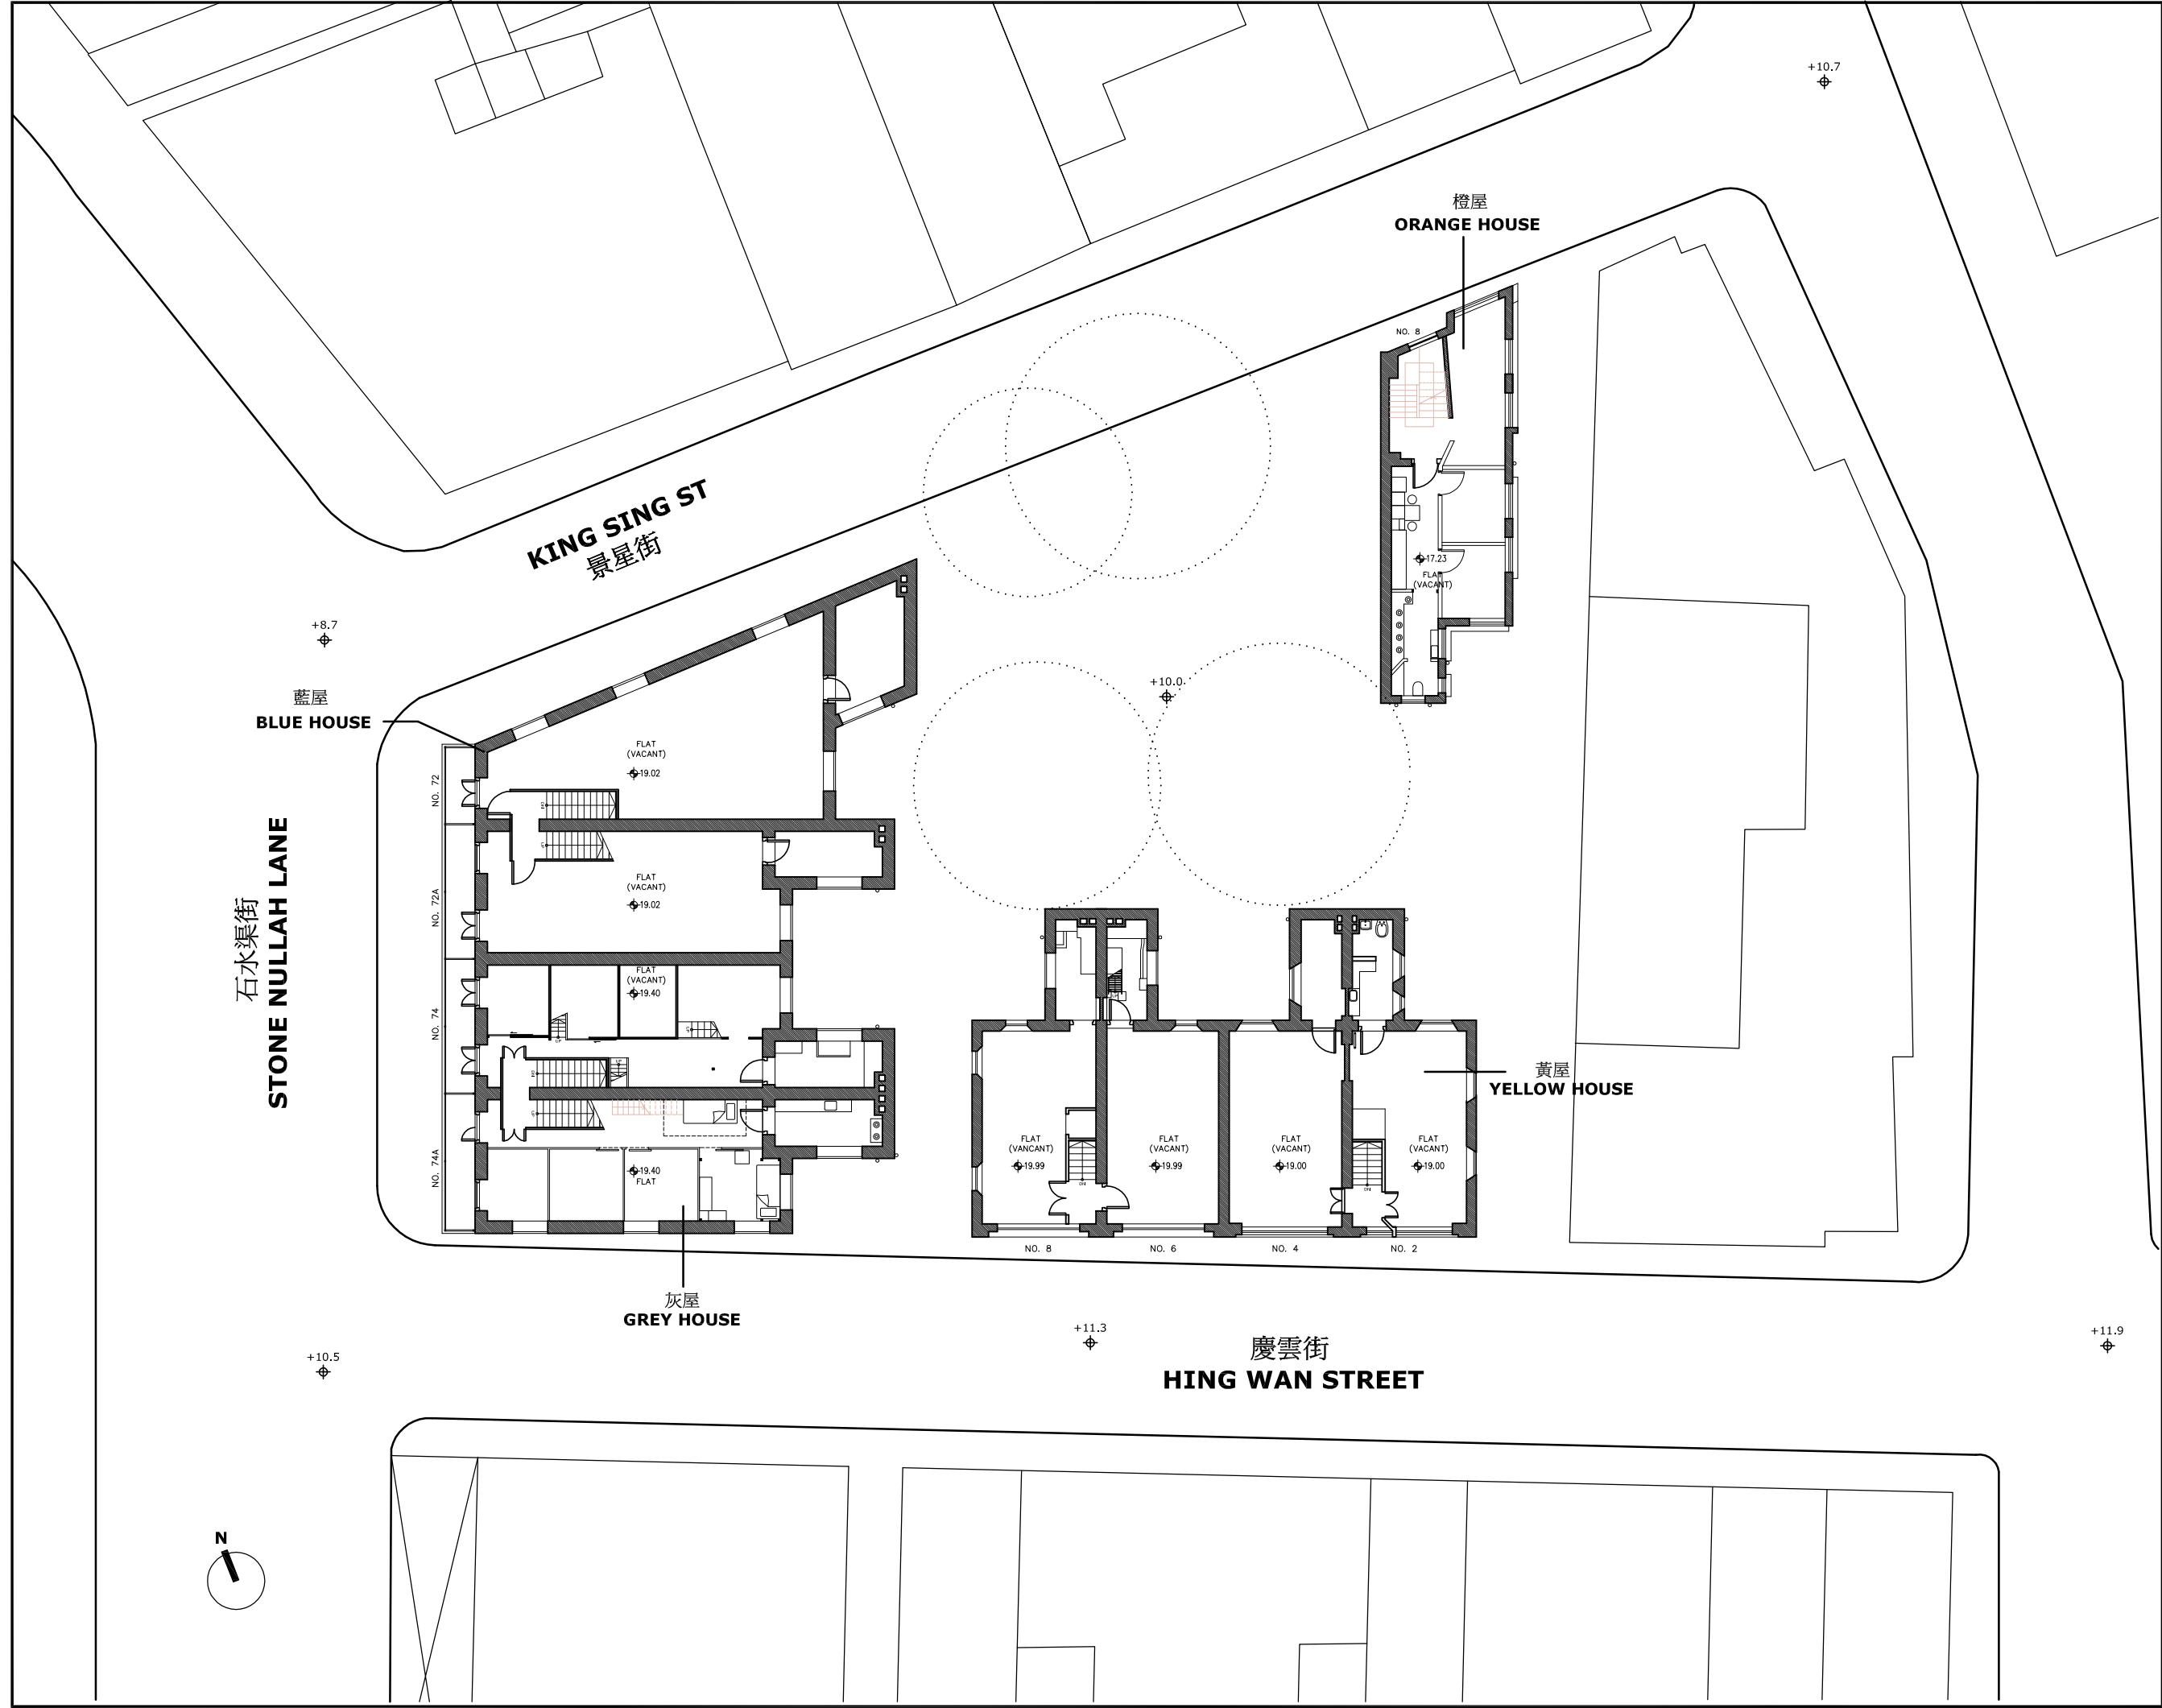 +10.7
橙屋
ORANGE HOUSE
NO. 8
KING SING ST
景星街
17.23
FLAT
(VACANT)
+8.7
藍屋
BLUE HOUSE
+10.0
FLAT
(VACANT)
19.02
NO. 72
石水渠街
STONE NULLAH LANE
FLAT
(VACANT)
19.02
NO. 72A
FLAT
(VACANT)
19.40
NO. 74
19.40
FLAT
NO. 74A
黃屋
YELLOW HOUSE
FLAT
(VANCANT)
19.99
FLAT
(VACANT)
19.99
FLAT
(VACANT)
19.00
FLAT
(VACANT)
19.00
NO. 8
NO. 6
NO. 4
NO. 2
灰屋
GREY HOUSE
+10.5
+11.3
慶雲街
HING WAN STREET
+11.9
N